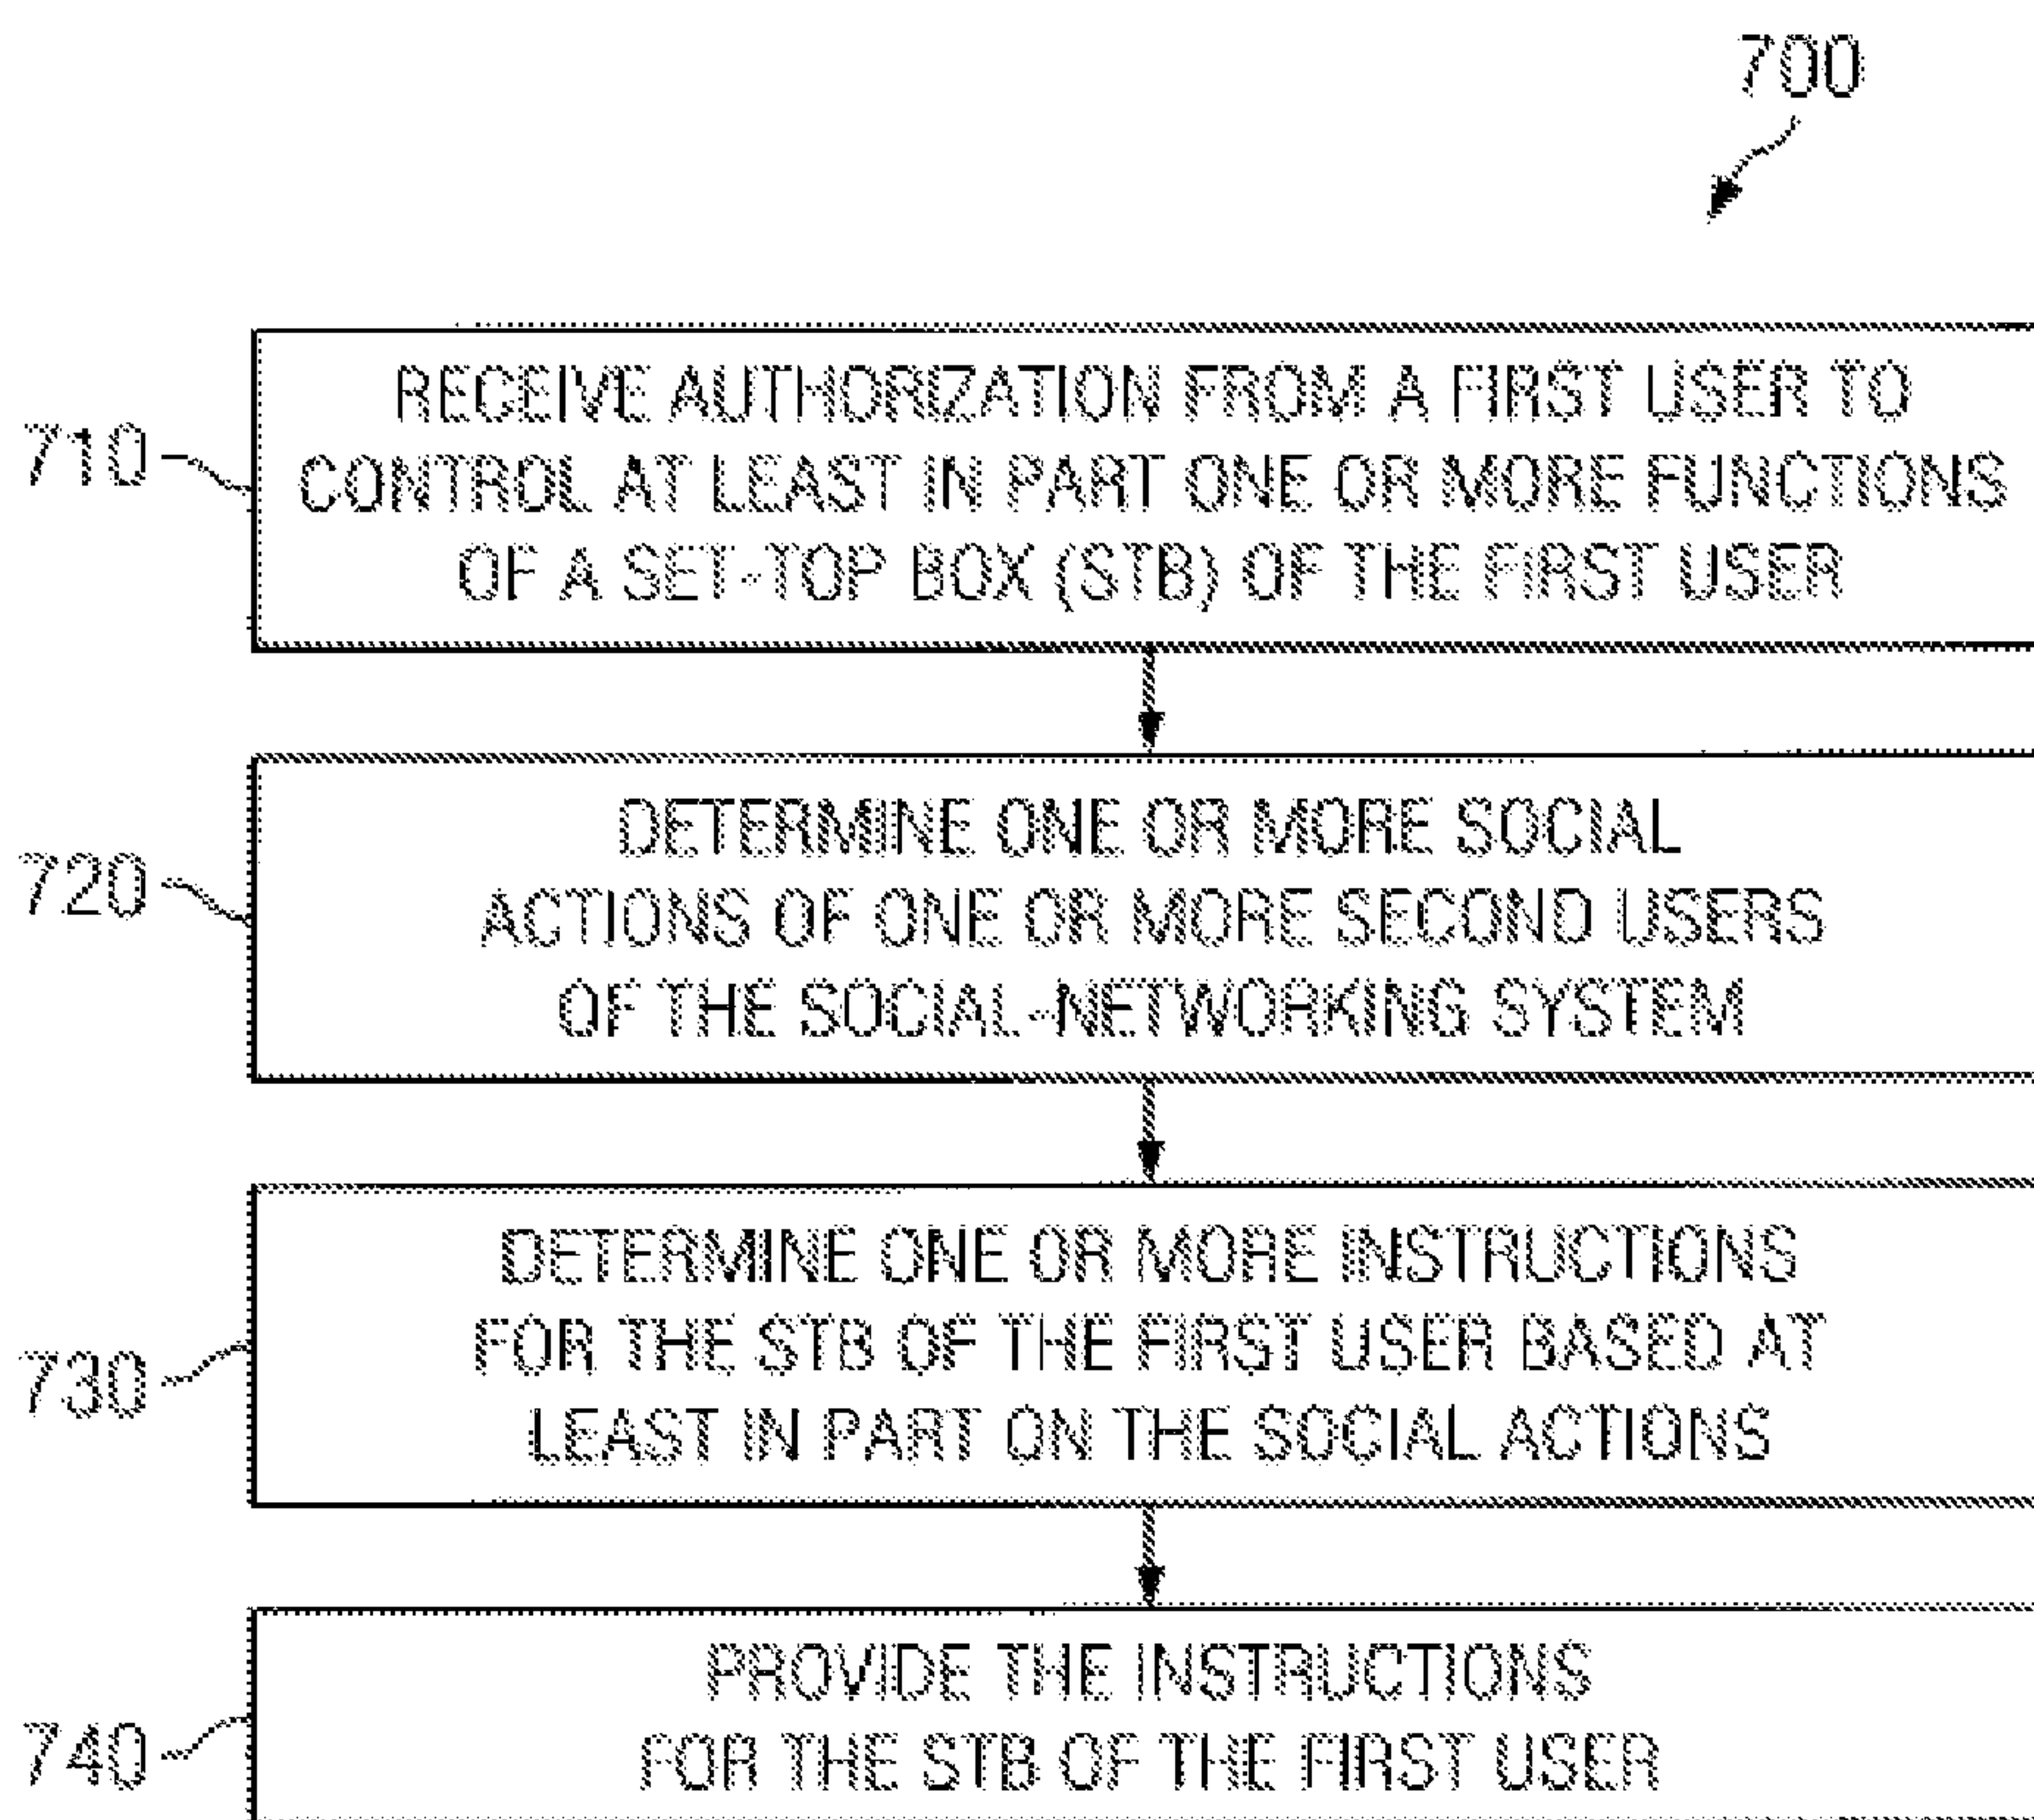 700
710
RECEIVE AUTHORIZATION FROM A FIRST USER TO
CONTROL AT LEAST IN PART ONE OR MORE FUNCTIONS
OF A SET-TOP BOX (STB) OF THE FIRST USER
720
DETERMINE ONE OR MORE SOCIAL
ACTIONS OF ONE OR MORE SECOND USERS
OF THE SOCIAL-NETWORKING SYSTEM
730
DETERMINE ONE OR MORE INSTRUCTIONS
FOR THE STB OF THE FIRST USER BASED AT
LEAST IN PART ON THE SOCIAL ACTIONS
740
PROVIDE THE INSTRUCTIONS
FOR THE STB OF THE FIRST USER